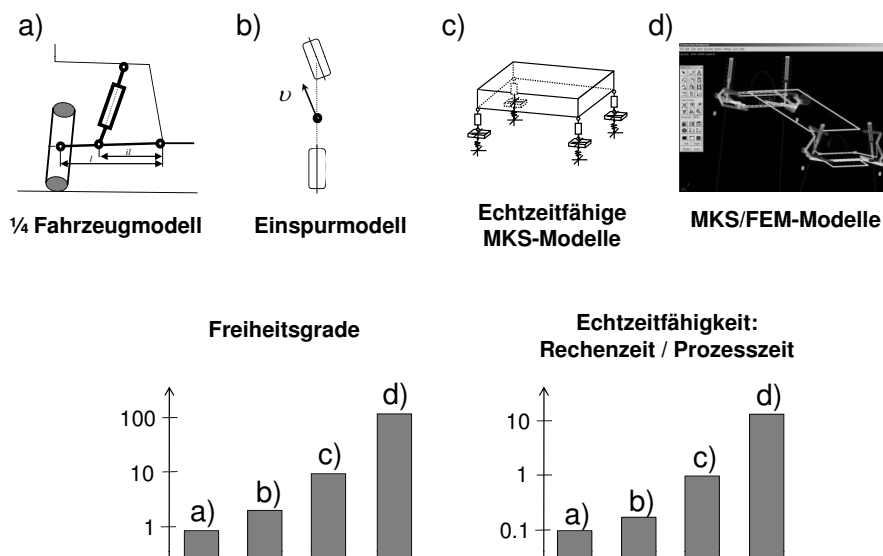 a)
b)
c)
d)
l
il
υ
¼ Fahrzeugmodell
Einspurmodell
Echtzeitfähige
MKS-Modelle
MKS/FEM-Modelle
Freiheitsgrade
100
10
1
a)
b)
c)
d)
Echtzeitfähigkeit:
Rechenzeit / Prozesszeit
10
1
0.1
a)
b)
c)
d)